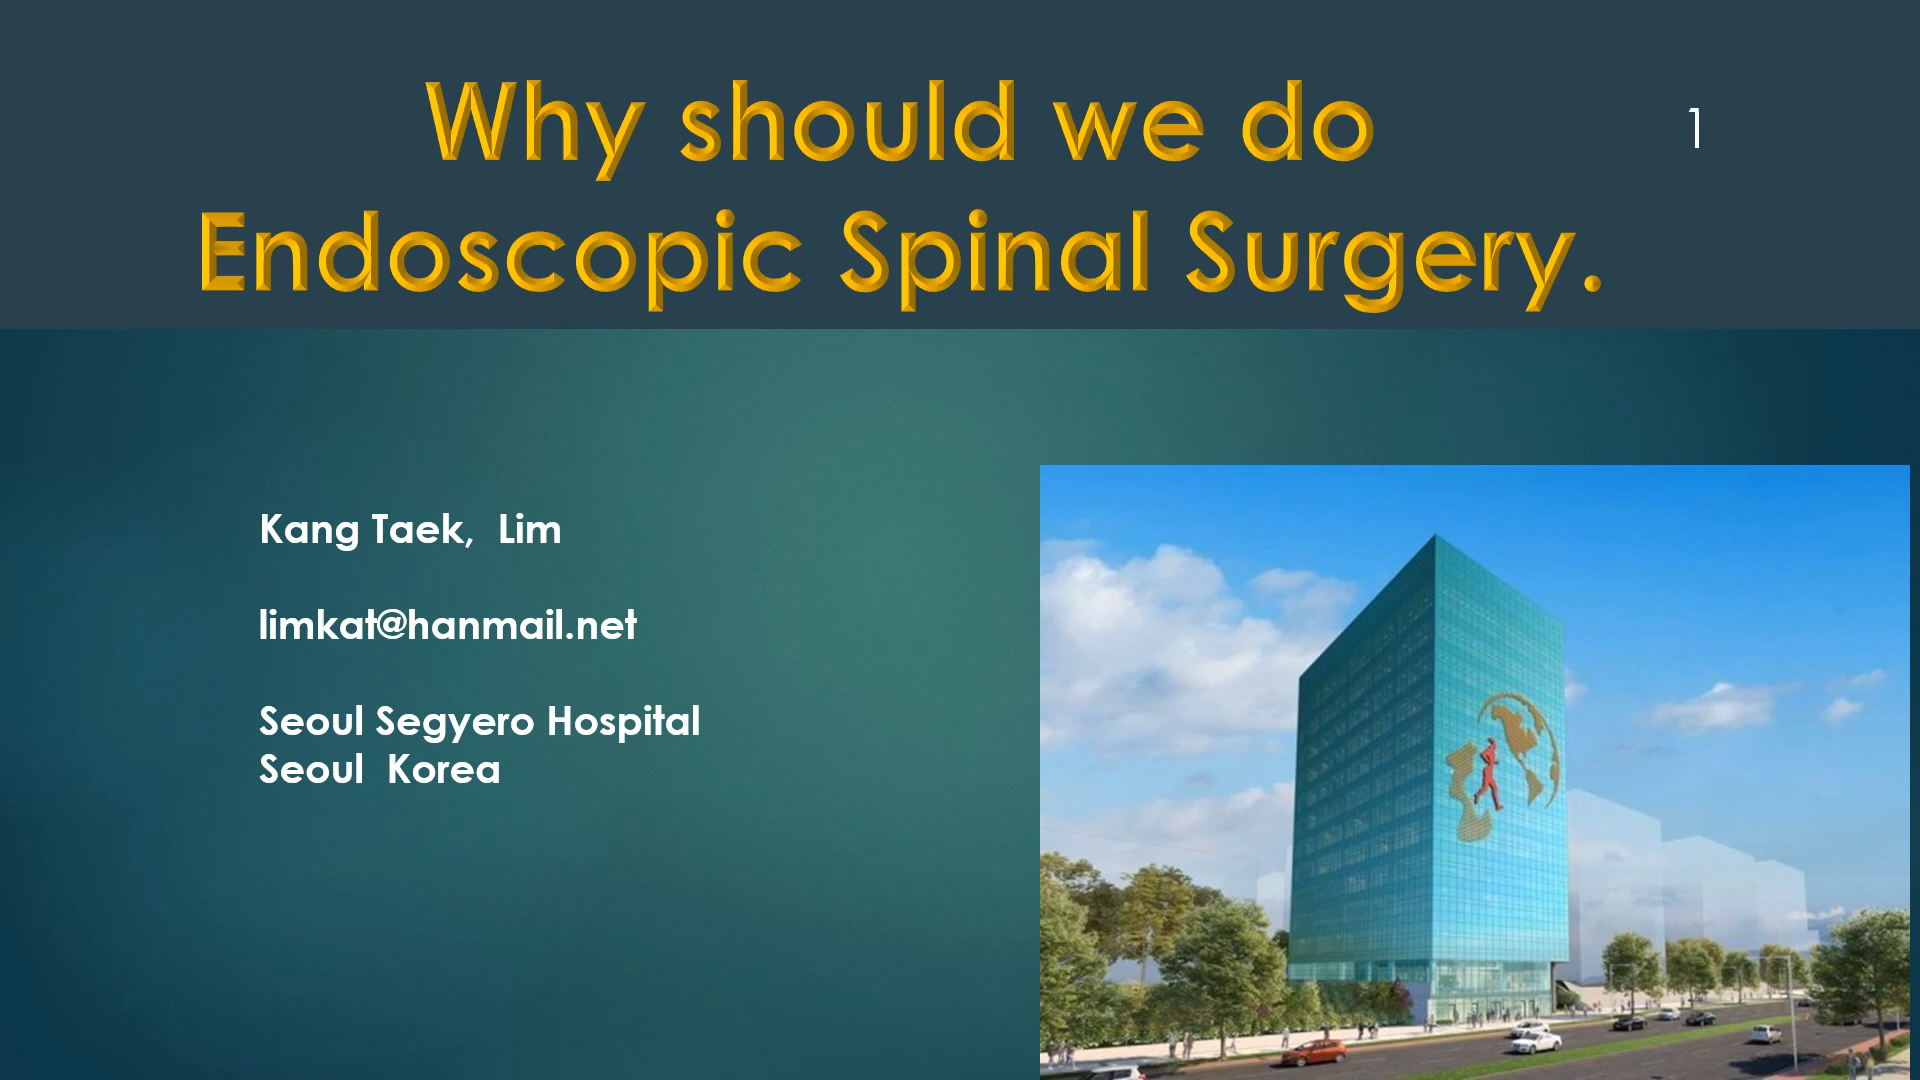 Why should we do
1
Endoscopic Spinal Surgery.
Kang Taek,  Lim
limkat@hanmail.net
Seoul Segyero Hospital
Seoul  Korea